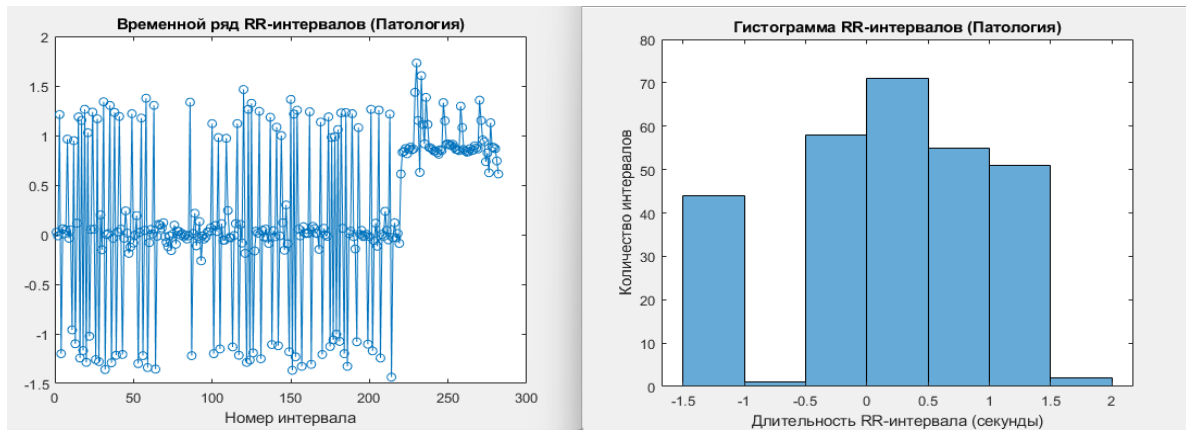 Временной ряд RR-интервалов (Патология)
2
1.5
1
0.5
0
-0.5
-1
-1.5
0 50 100 150 200 250 300
Номер интервала
Гистограмма RR-интервалов (Патология)
Количество интервалов
80
70
60
50
40
30
20
10
0
-1.5 -1 -0.5 0 0.5 1 1.5 2
Длительность RR-интервала (секунды)